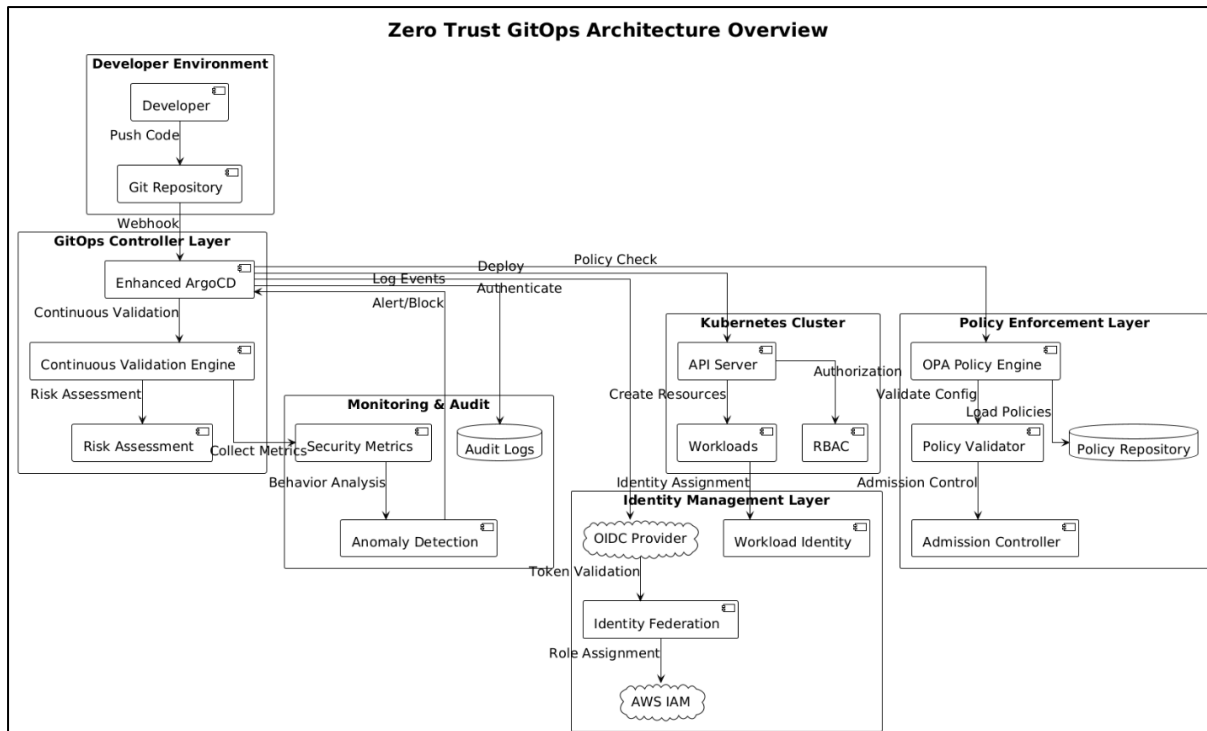 Zero Trust GitOps Architecture Overview
Developer Environment
Developer
Push Code
Git Repository
Webhook
GitOps Controller Layer
Enhanced ArgoCD
Policy Check
Deploy
Log Events
Authenticate
Alert/Block
Continuous Validation
Continuous Validation Engine
Risk Assessment
Risk Assessment
Collect Metrics
Monitoring & Audit
Security Metrics
Audit Logs
Behavior Analysis
Anomaly Detection
Kubernetes Cluster
API Server
Authorization
Create Resources
Workloads
RBAC
Identity Assignment
Identity Management Layer
OIDC Provider
Workload Identity
Token Validation
Identity Federation
Role Assignment
AWS IAM
Policy Enforcement Layer
OPA Policy Engine
Validate Config
Load Policies
Policy Validator
Policy Repository
Admission Control
Admission Controller